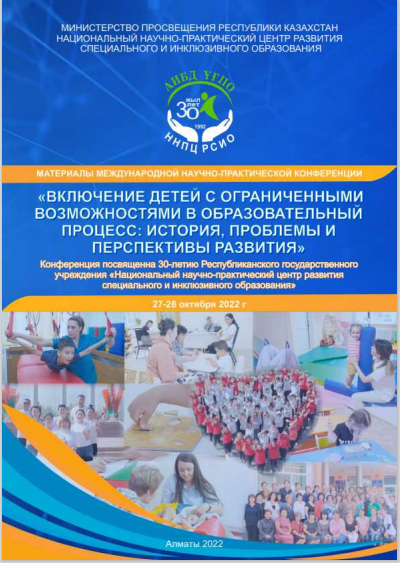 МИНИСТЕРСТВО ПРОСВЕЩЕНИЯ РЕСПУБЛИКИ КАЗАХСТАН
НАЦИОНАЛЬНЫЙ НАУЧНО-ПРАКТИЧЕСКИЙ ЦЕНТР РАЗВИТИЯ
СПЕЦИАЛЬНОГО И ИНКЛЮЗИВНОГО ОБРАЗОВАНИЯ
АИБД ҰҒПО
30 ЖЫЛ
ЛЕТ
1992
ННПЦ РСИО
МАТЕРИАЛЫ МЕЖДУНАРОДНОЙ НАУЧНО-ПРАКТИЧЕСКОЙ КОНФЕРЕНЦИИ
«ВКЛЮЧЕНИЕ ДЕТЕЙ С ОГРАНИЧЕННЫМИ
ВОЗМОЖНОСТЯМИ В ОБРАЗОВАТЕЛЬНЫЙ
ПРОЦЕСС: ИСТОРИЯ, ПРОБЛЕМЫ И
ПЕРСПЕКТИВЫ РАЗВИТИЯ»
Конференция посвященна 30-летию Республиканского государственного
учреждения «Национальный научно-практический центр развития
специального и инклюзивного образования»
27-28 октября 2022 г
Алматы 2022